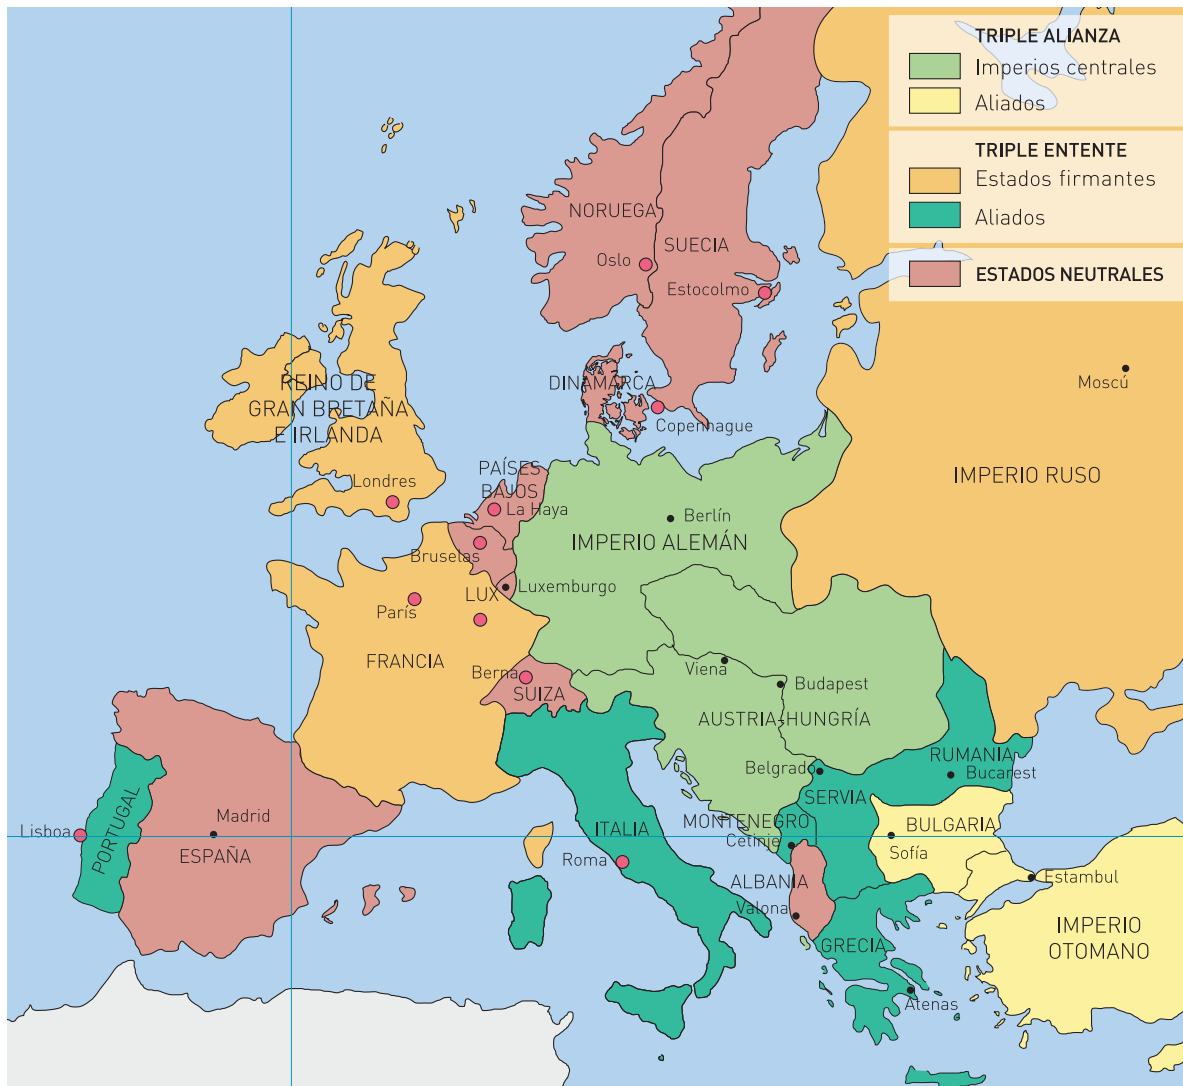 TRIPLE ALIANZA
Imperios centrales
Aliados
TRIPLE ENTENTE
Estados firmantes
Aliados
ESTADOS NEUTRALES
NORUEGA
Oslo
SUECIA
Estocolmo
DINAMARCA
Copenhague
Moscú
IMPERIO RUSO
REINO DE
GRAN BRETAÑA
E IRLANDA
Londres
PAÍSES
BAJOS
La Haya
Bruselas
LUX
Luxemburgo
Berlín
IMPERIO ALEMÁN
París
FRANCIA
Berna
SUIZA
Viena
Budapest
AUSTRIA-HUNGRÍA
Belgrado
SERVIA
RUMANIA
Bucarest
MONTENEGRO
Cetinje
BULGARIA
Sofía
ALBANIA
Valona
GRECIA
Atenas
Estambul
IMPERIO
OTOMANO
ITALIA
Roma
Madrid
ESPAÑA
Lisboa
PORTUGAL